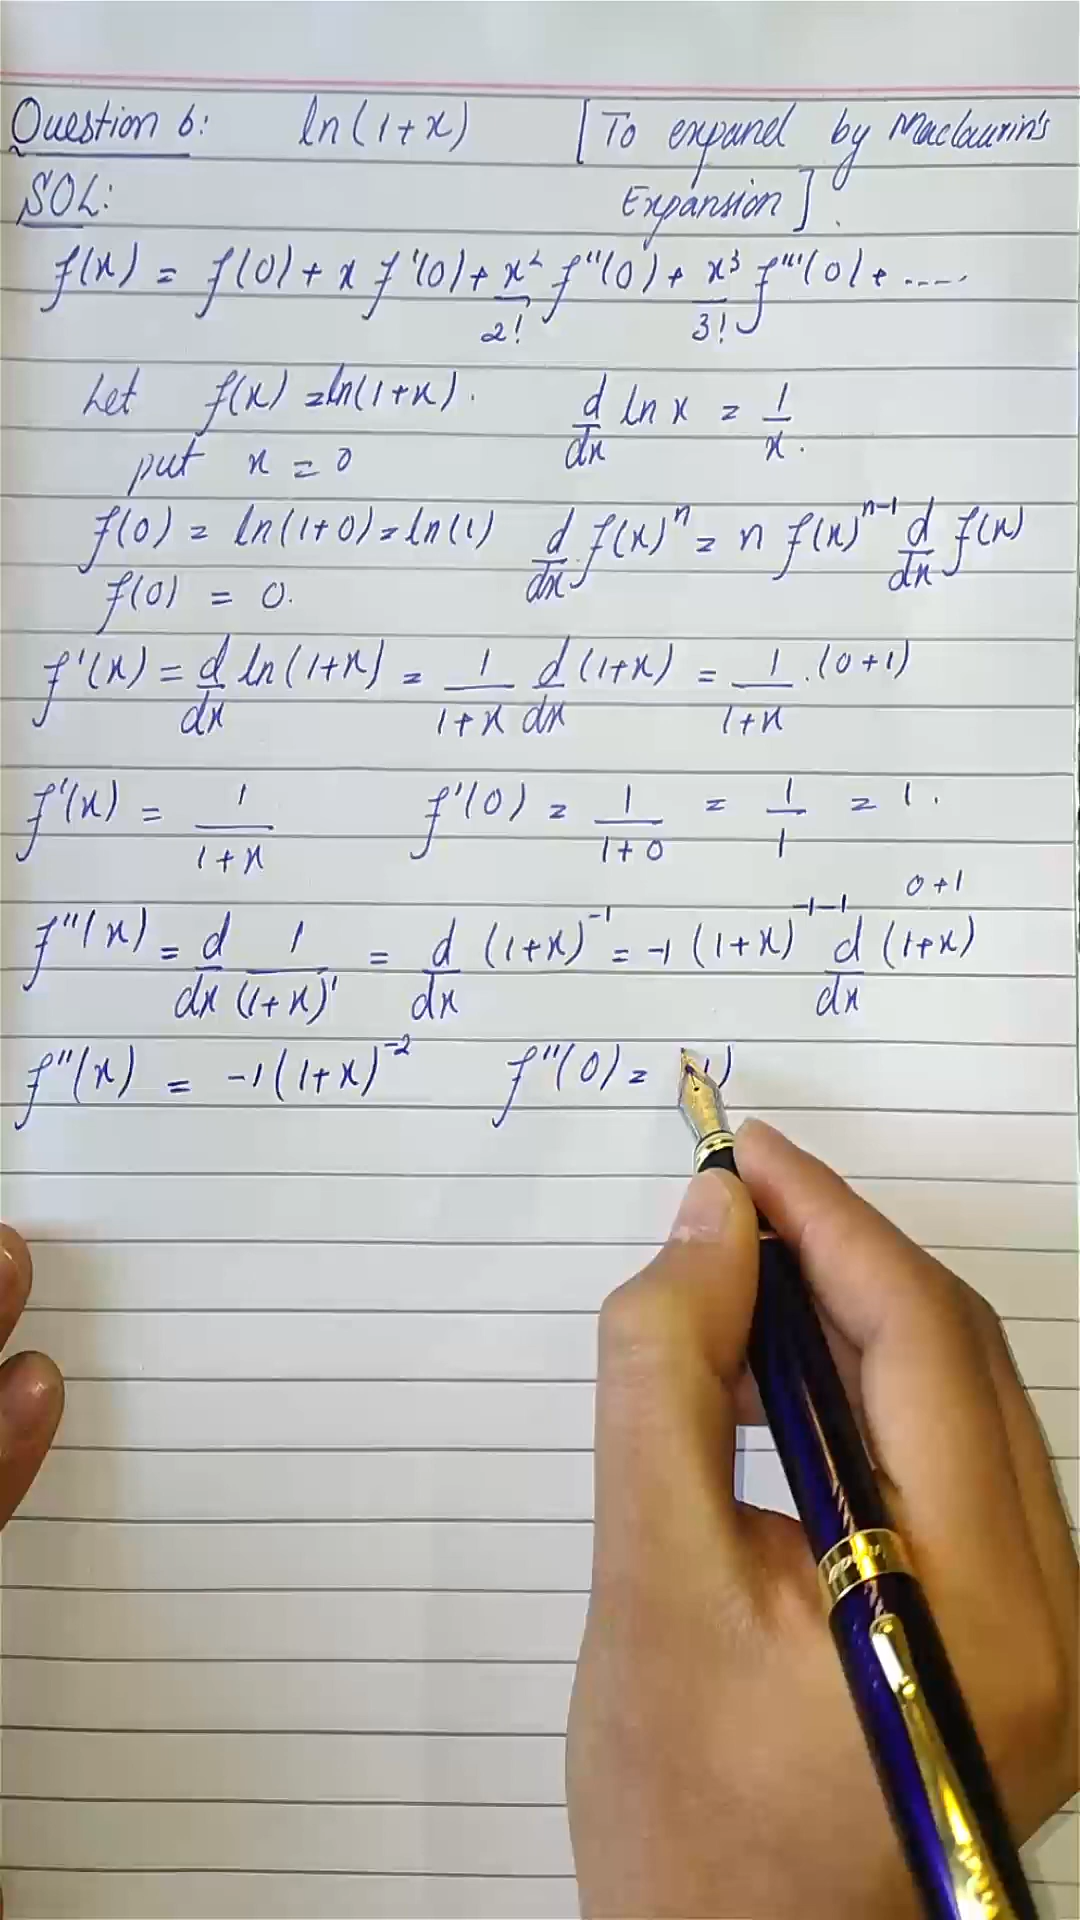 Question 6: ln(1+x) [To expand by Maclaurin's
Expansion].
SOL:
f(x) = f(0) + x f'(0) + x²/2! f''(0) + x³/3! f'''(0) + .....
Let f(x) = ln(1+x). d/dx ln x = 1/x.
put x = 0
f(0) = ln(1+0) = ln(1) d/dx f(x)^n = n f(x)^(n-1) d/dx f(x)
f(0) = 0.
f'(x) = d/dx ln(1+x) = 1/(1+x) d/dx (1+x) = 1/(1+x) . (0+1)
f'(x) = 1/(1+x) f'(0) = 1/(1+0) = 1/1 = 1.
0+1
f''(x) = d/dx 1/(1+x)^1 = d/dx (1+x)^-1 = -1 (1+x)^(-1-1) d/dx (1+x)
f''(x) = -1(1+x)^-2 f''(0) =